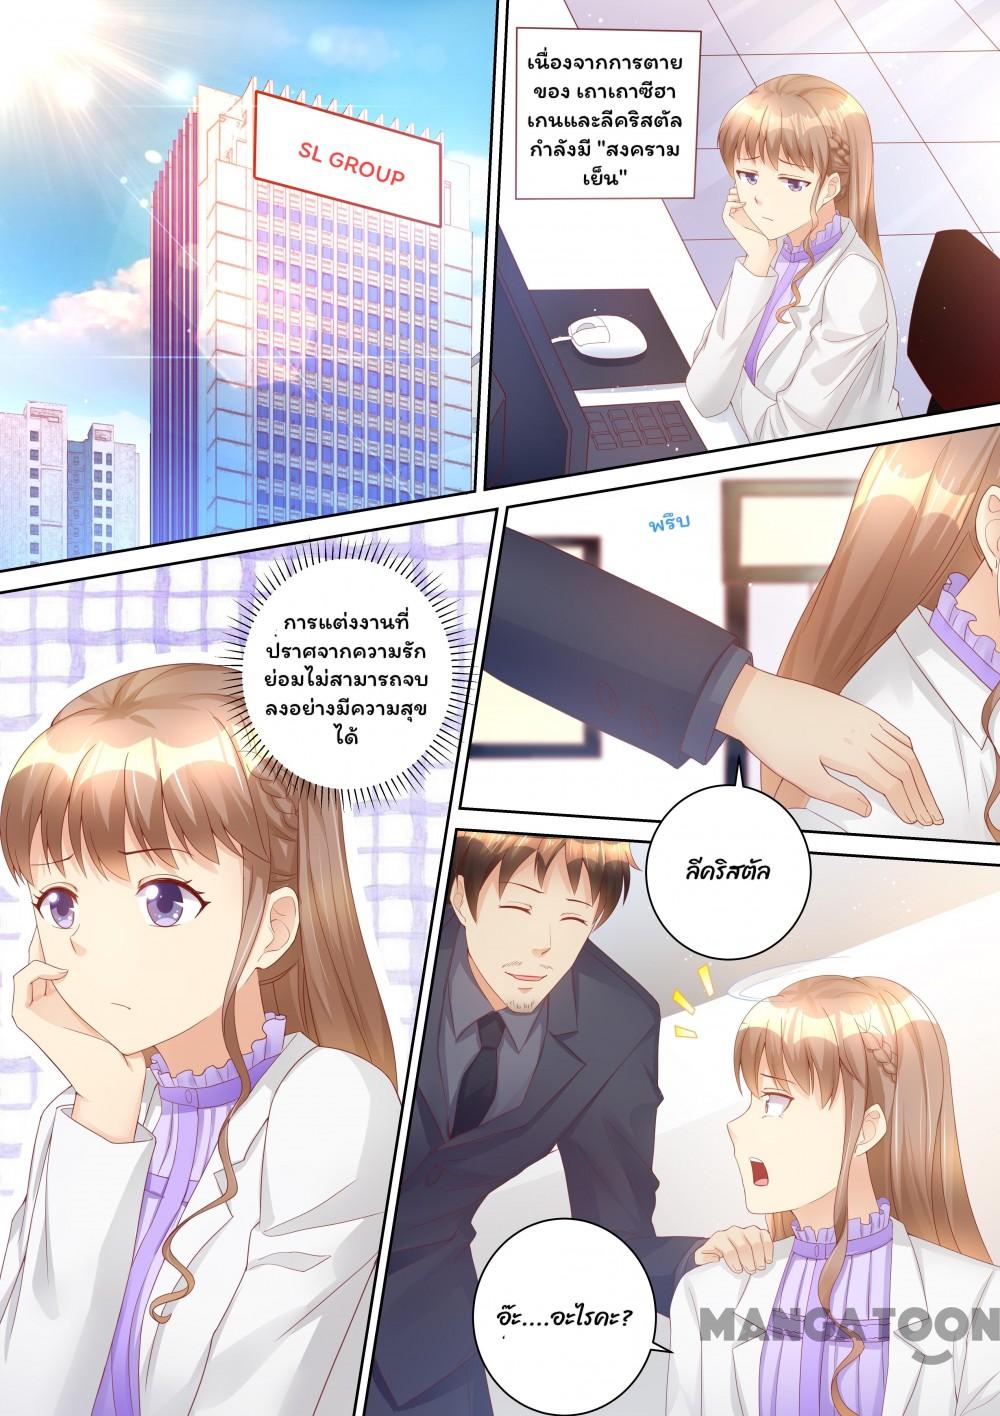 SL GROUP
เนื่องจากการตาย
ของ เถาเถาซีฮา
เกนและลีคริสตัล
กำลังมี "สงคราม
เย็น"
พรึบ
การแต่งงานที่
ปราศจากความรัก
ย่อมไม่สามารถจบ
ลงอย่างมีความสุข
ได้
ลีคริสตัล
อ๊ะ....อะไรคะ?
MANGATOON